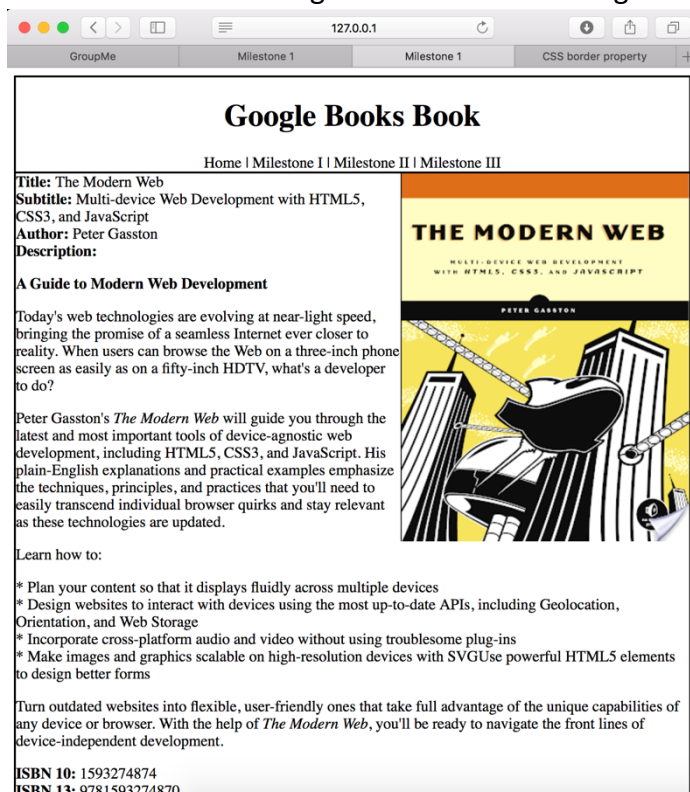 127.0.0.1
GroupMe
Milestone 1
Milestone 1
CSS border property
Google Books Book
Home | Milestone I | Milestone II | Milestone III
Title: The Modern Web
Subtitle: Multi-device Web Development with HTML5,
CSS3, and JavaScript
Author: Peter Gasston
Description:
A Guide to Modern Web Development
Today's web technologies are evolving at near-light speed,
bringing the promise of a seamless Internet ever closer to
reality. When users can browse the Web on a three-inch phone
screen as easily as on a fifty-inch HDTV, what's a developer
to do?
Peter Gasston's The Modern Web will guide you through the
latest and most important tools of device-agnostic web
development, including HTML5, CSS3, and JavaScript. His
plain-English explanations and practical examples emphasize
the techniques, principles, and practices that you'll need to
easily transcend individual browser quirks and stay relevant
as these technologies are updated.
THE MODERN WEB
MULTI-DEVICE WEB DEVELOPMENT
WITH HTML5, CSS3, AND JAVASCRIPT
PETER GASSTON
Learn how to:
* Plan your content so that it displays fluidly across multiple devices
* Design websites to interact with devices using the most up-to-date APIs, including Geolocation,
Orientation, and Web Storage
* Incorporate cross-platform audio and video without using troublesome plug-ins
* Make images and graphics scalable on high-resolution devices with SVGUse powerful HTML5 elements
to design better forms
Turn outdated websites into flexible, user-friendly ones that take full advantage of the unique capabilities of
any device or browser. With the help of The Modern Web, you'll be ready to navigate the front lines of
device-independent development.
ISBN 10: 1593274874
ISBN 13: 9781593274870